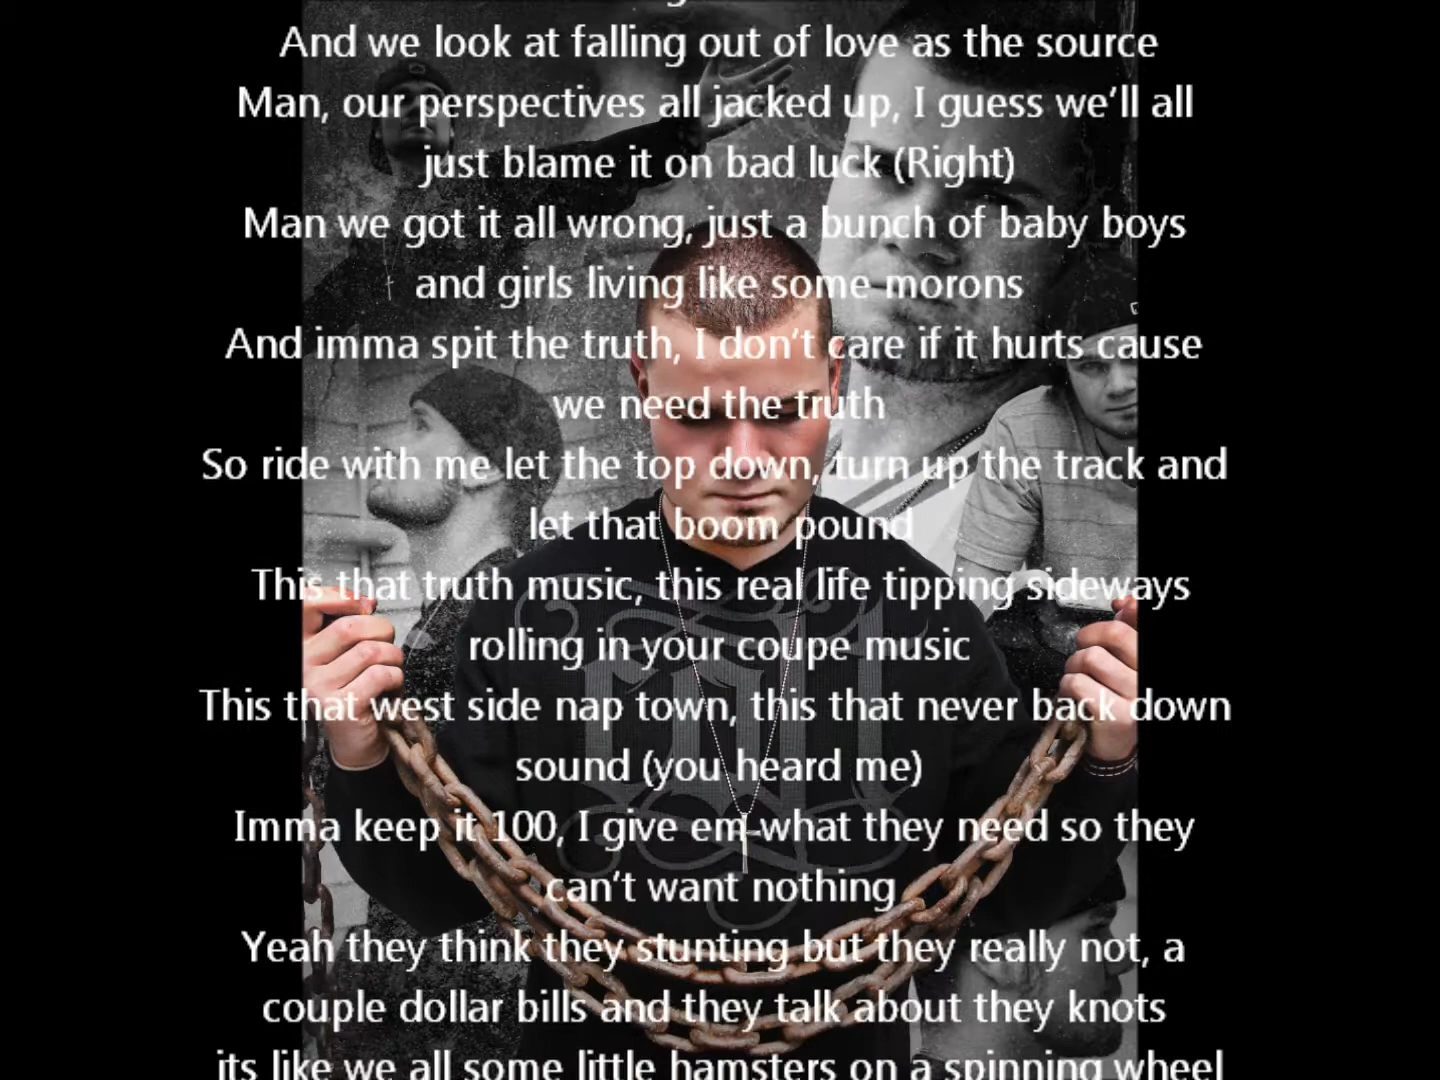 And we look at falling out of love as the source
Man, our perspectives all jacked up, I guess we'll all
just blame it on bad luck (Right)
Man we got it all wrong, just a bunch of baby boys
and girls living like some morons
And imma spit the truth, I don't care if it hurts cause
we need the truth
So ride with me let the top down, turn up the track and
let that boom pound
This that truth music, this real life tipping sideways
rolling in your coupe music
This that west side nap town, this that never back down
sound (you heard me)
Imma keep it 100, I give em what they need so they
can't want nothing
Yeah they think they stunting but they really not, a
couple dollar bills and they talk about they knots
its like we all some little hamsters on a spinning wheel